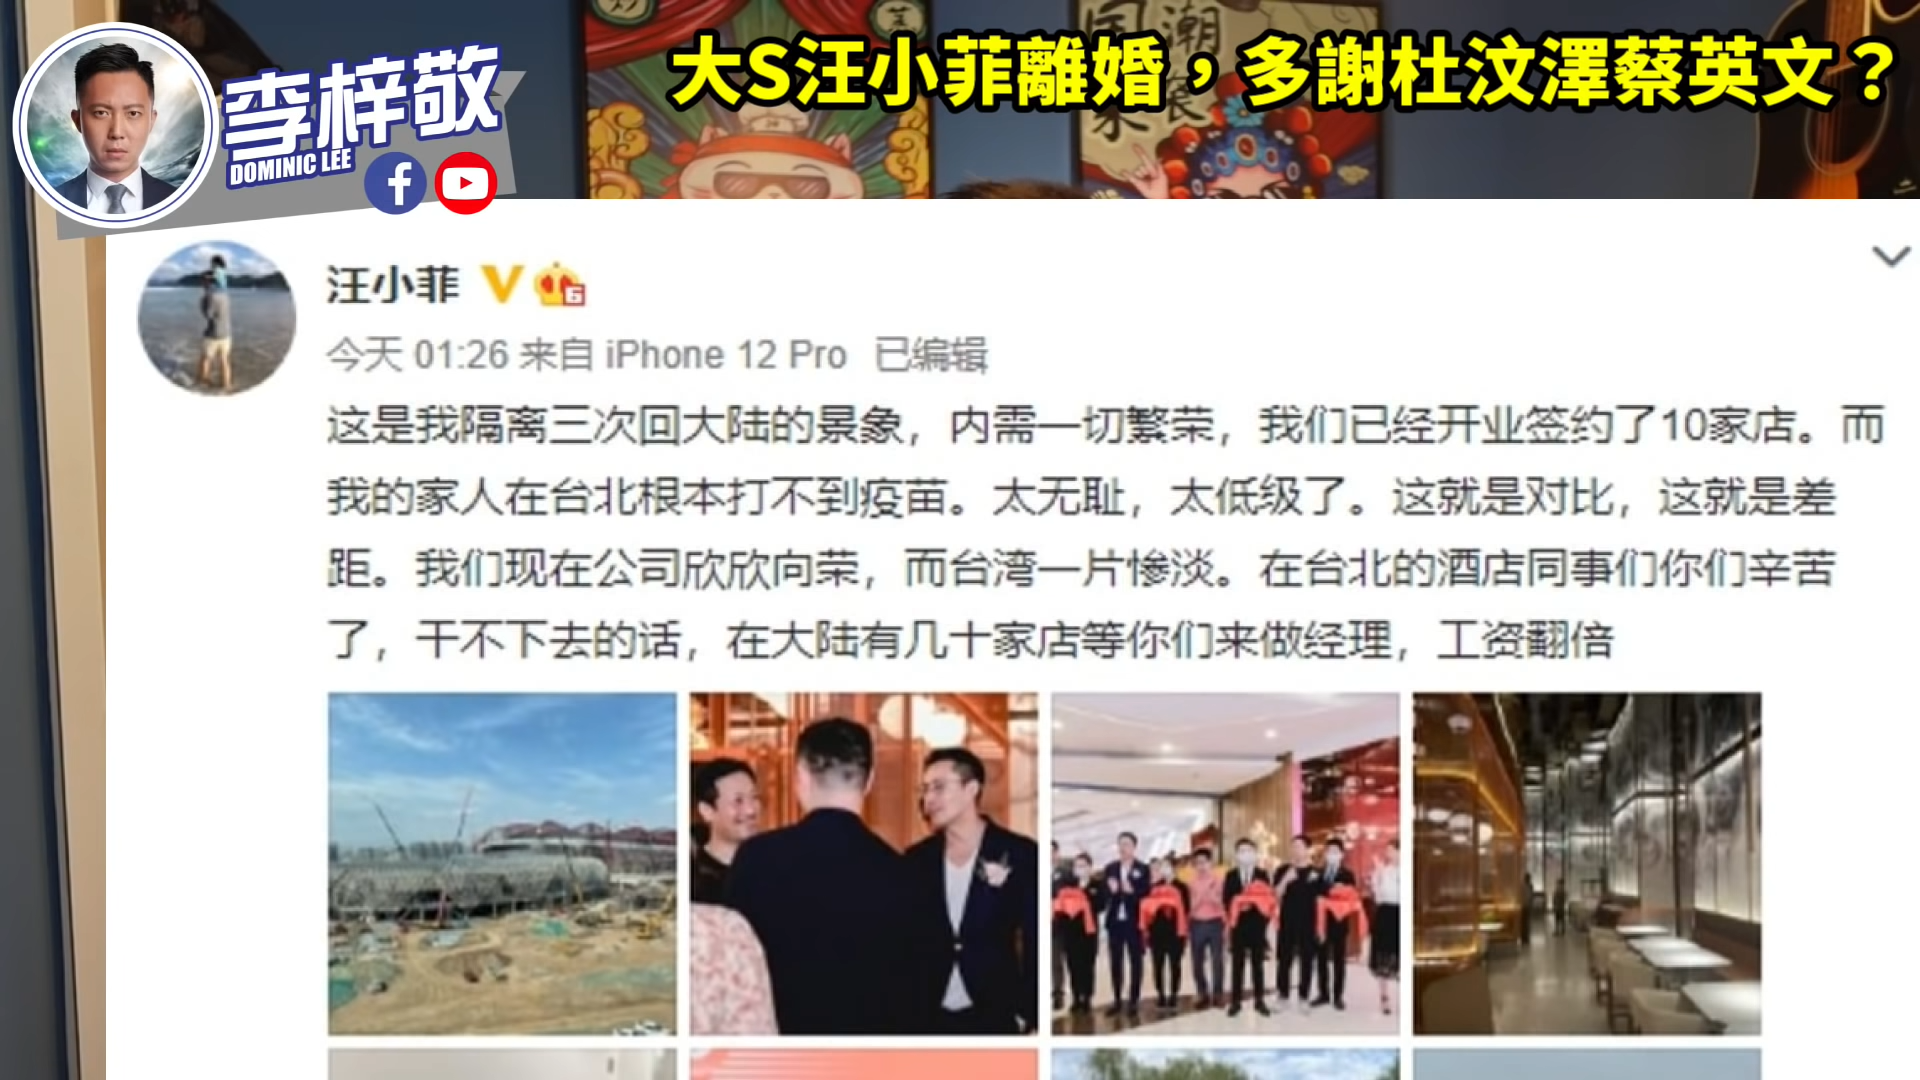 大S汪小菲離婚，多謝杜汶澤蔡英文？
李梓敬
DOMINIC LEE
国潮
汪小菲
今天 01:26 来自 iPhone 12 Pro 已编辑
这是我隔离三次回大陆的景象，内需一切繁荣，我们已经开业签约了10家店。而
我的家人在台北根本打不到疫苗。太无耻，太低级了。这就是对比，这就是差
距。我们现在公司欣欣向荣，而台湾一片惨淡。在台北的酒店同事们你们辛苦
了，干不下去的话，在大陆有几十家店等你们来做经理，工资翻倍